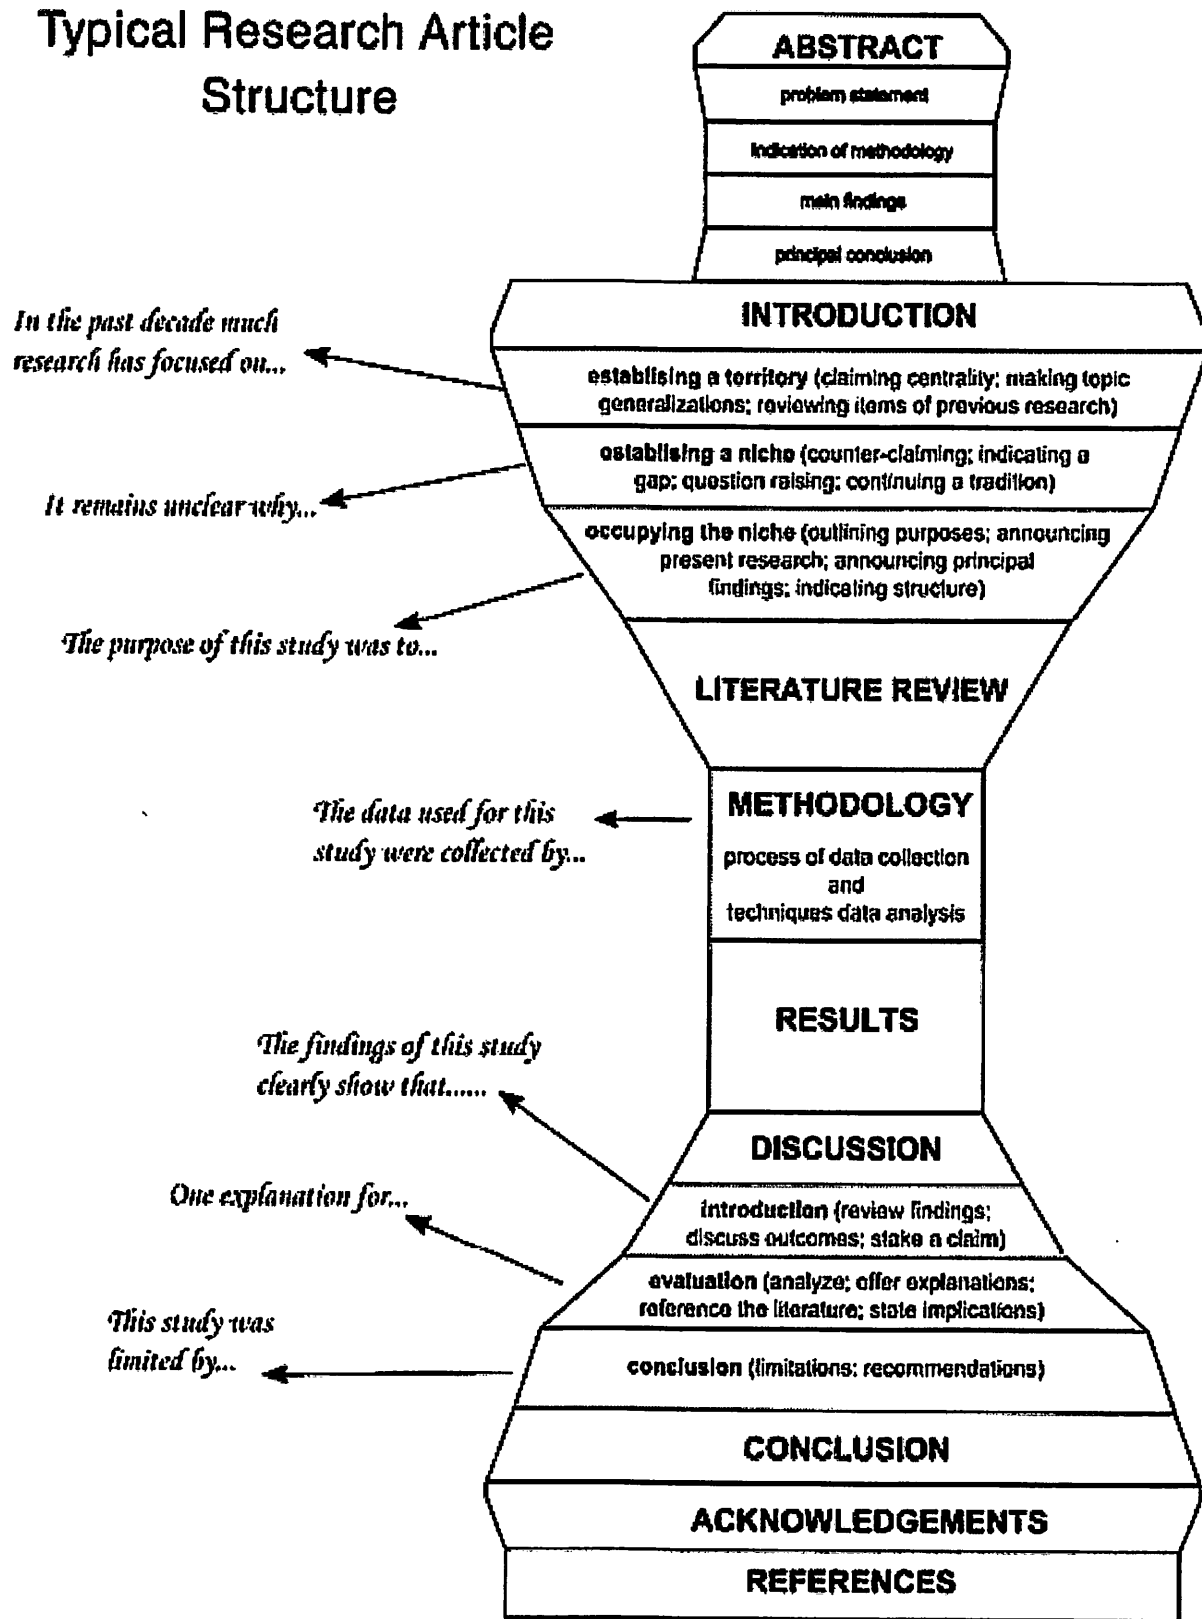 Typical Research Article
Structure
ABSTRACT
problem statement
indication of methodology
main findings
principal conclusion
INTRODUCTION
In the past decade much
research has focused on...
establising a territory (claiming centrality; making topic
generalizations; reviewing items of previous research)
establising a niche (counter-claiming; indicating a
gap; question raising; continuing a tradition)
It remains unclear why...
occupying the niche (outlining purposes; announcing
present research; announcing principal
findings; indicating structure)
The purpose of this study was to...
LITERATURE REVIEW
METHODOLOGY
The data used for this
study were collected by...
process of data collection
and
techniques data analysis
RESULTS
The findings of this study
clearly show that......
DISCUSSION
introduction (review findings;
discuss outcomes; stake a claim)
One explanation for...
evaluation (analyze; offer explanations;
reference the literature; state implications)
This study was
limited by...
conclusion (limitations; recommendations)
CONCLUSION
ACKNOWLEDGEMENTS
REFERENCES